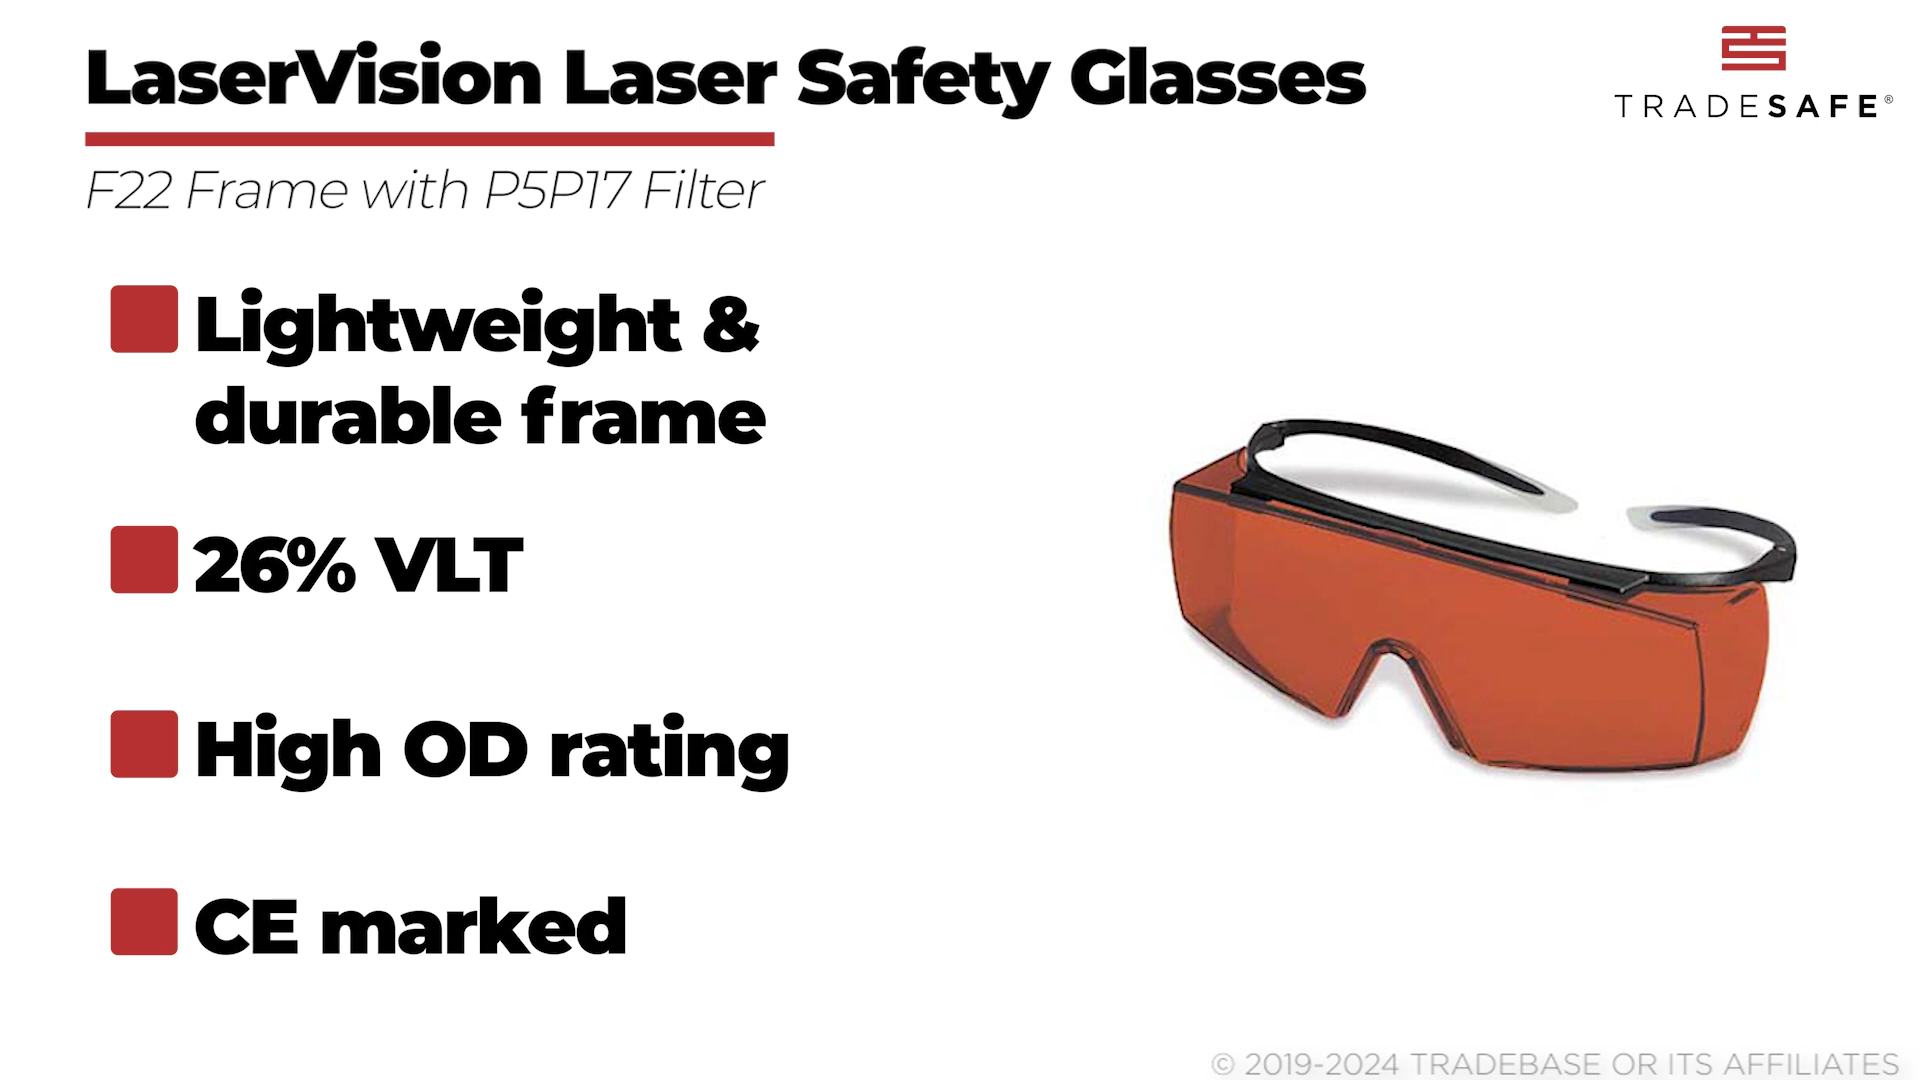 LaserVision Laser Safety Glasses
TRADESAFE®
F22 Frame with P5P17 Filter
Lightweight &
durable frame
26% VLT
High OD rating
CE marked
© 2019-2024 TRADEBASE OR ITS AFFILIATES